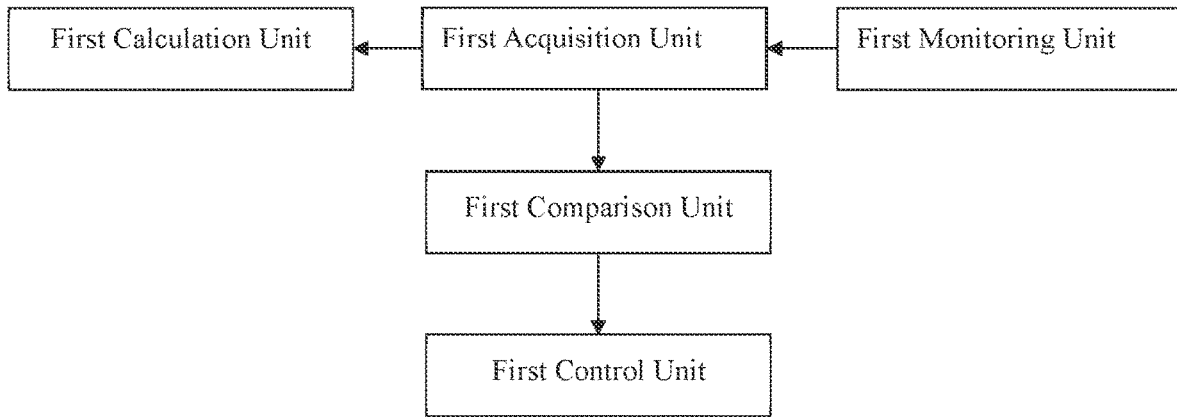 First Calculation Unit
First Acquisition Unit
First Monitoring Unit
First Comparison Unit
First Control Unit